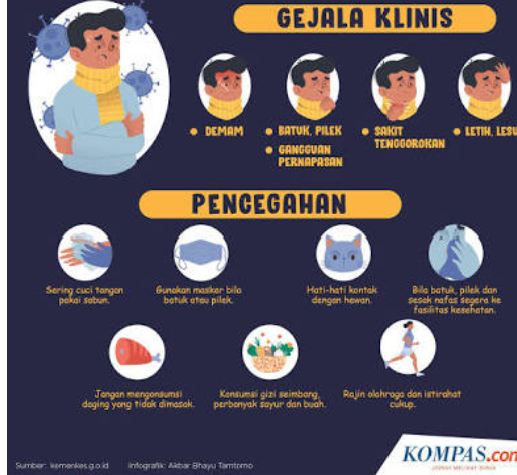 GEJALA KLINIS
• DEMAM
• BATUK, PILEK
• GANGGUAN
PERNAPASAN
• SAKIT
TENGGOROKAN
• LETIH, LESU
PENCEGAHAN
Sering cuci tangan
pakai sabun.
Gunakan masker bila
batuk atau pilek.
Hati-hati kontak
dengan hewan.
Bila batuk, pilek dan
sesak nafas segera ke
fasilitas kesehatan.
Jangan mengonsumsi
daging yang tidak dimasak.
Konsumsi gizi seimbang,
perbanyak sayur dan buah.
Rajin olahraga dan istirahat
cukup.
Sumber: kemenkes.g.o.id
Infografik: Akbar Bhayu Tamtomo
KOMPAS.com
JERNIH MELIHAT DUNIA